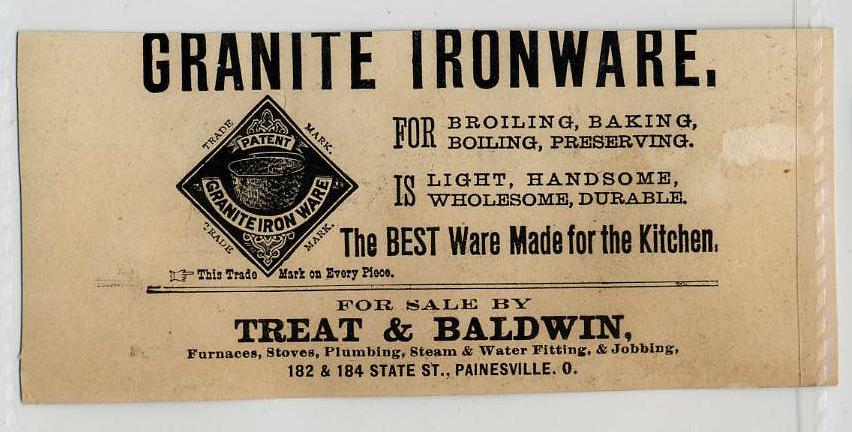 GRANITE IRONWARE.
TRADE MARK.
PATENT
GRANITE IRON WARE
TRADE MARK.
FOR BROILING, BAKING,
BOILING, PRESERVING.
IS LIGHT, HANDSOME,
WHOLESOME, DURABLE.
The BEST Ware Made for the Kitchen.
☞ This Trade Mark on Every Piece.
FOR SALE BY
TREAT & BALDWIN,
Furnaces, Stoves, Plumbing, Steam & Water Fitting, & Jobbing,
182 & 184 STATE ST., PAINESVILLE. O.